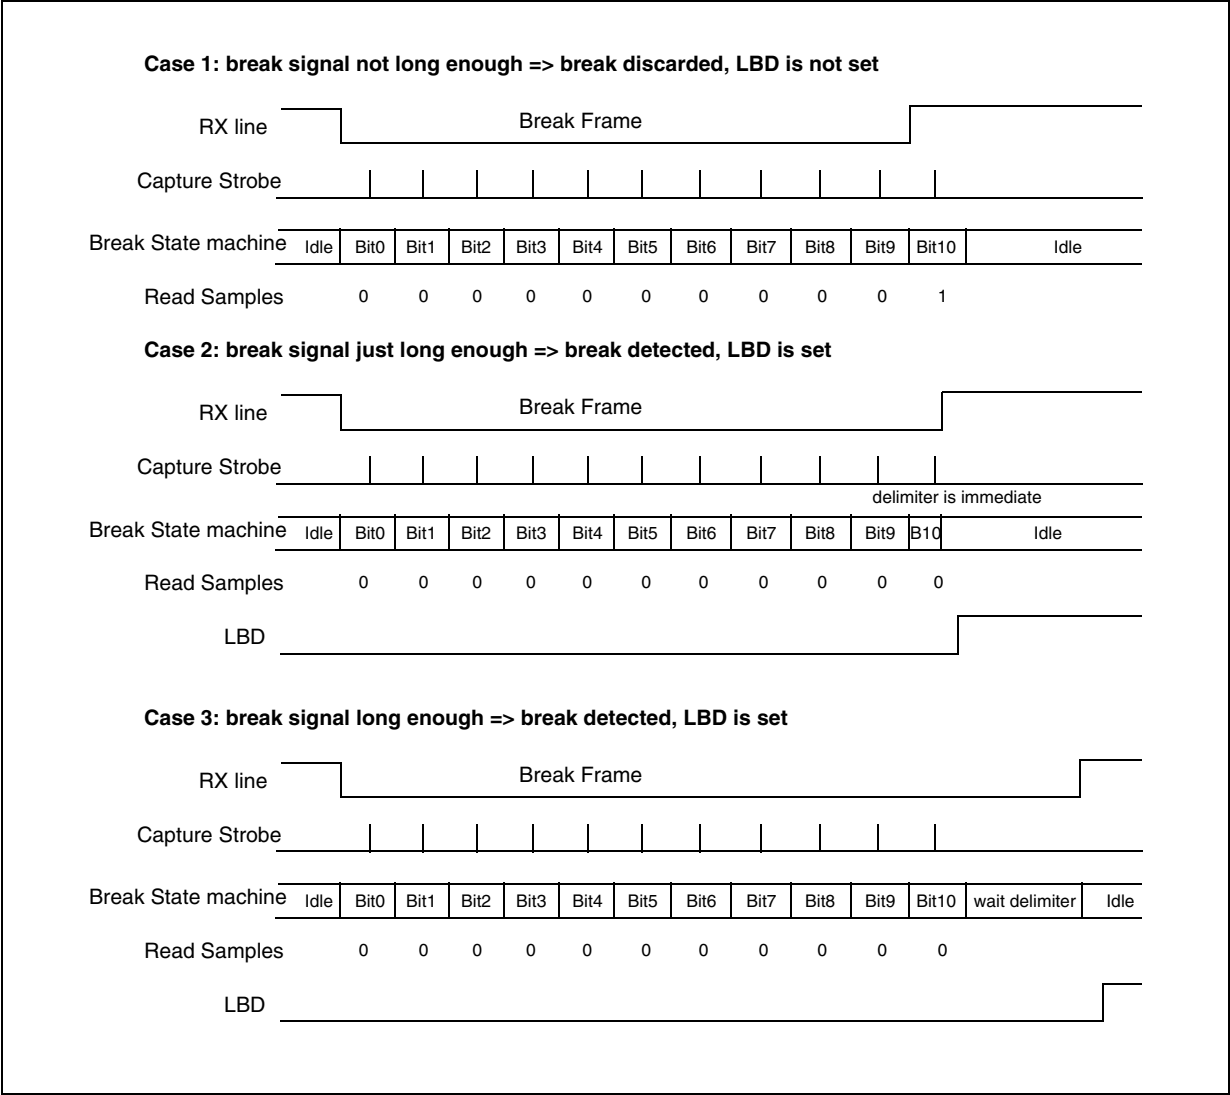 Case 1: break signal not long enough => break discarded, LBD is not set
RX line
Break Frame
Capture Strobe
Break State machine Idle Bit0 Bit1 Bit2 Bit3 Bit4 Bit5 Bit6 Bit7 Bit8 Bit9 Bit10 Idle
Read Samples 0 0 0 0 0 0 0 0 0 0 1
Case 2: break signal just long enough => break detected, LBD is set
RX line
Break Frame
Capture Strobe
delimiter is immediate
Break State machine Idle Bit0 Bit1 Bit2 Bit3 Bit4 Bit5 Bit6 Bit7 Bit8 Bit9 B10 Idle
Read Samples 0 0 0 0 0 0 0 0 0 0 0
LBD
Case 3: break signal long enough => break detected, LBD is set
RX line
Break Frame
Capture Strobe
Break State machine Idle Bit0 Bit1 Bit2 Bit3 Bit4 Bit5 Bit6 Bit7 Bit8 Bit9 Bit10 wait delimiter Idle
Read Samples 0 0 0 0 0 0 0 0 0 0 0
LBD